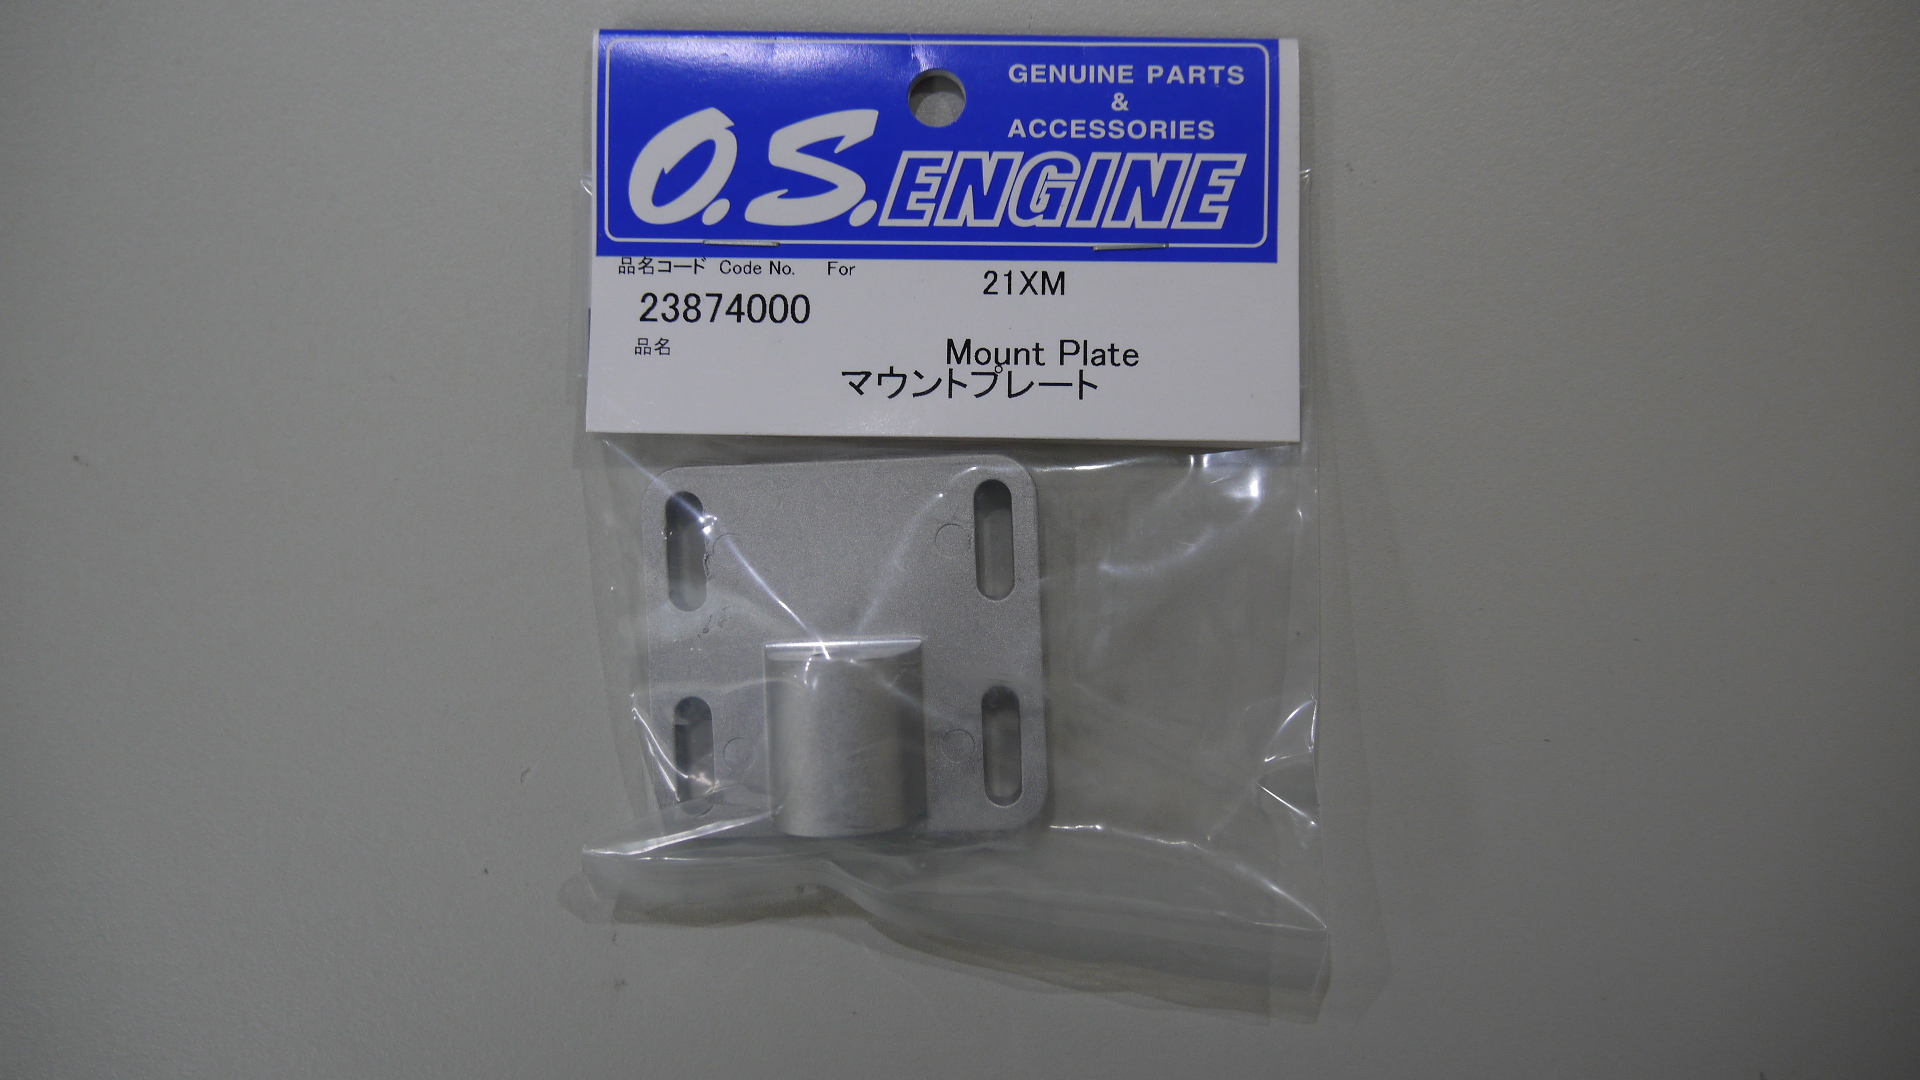 GENUINE PARTS
&
ACCESSORIES
O.S.ENGINE
品名コード Code No. For
21XM
23874000
品名
Mount Plate
マウントプレート